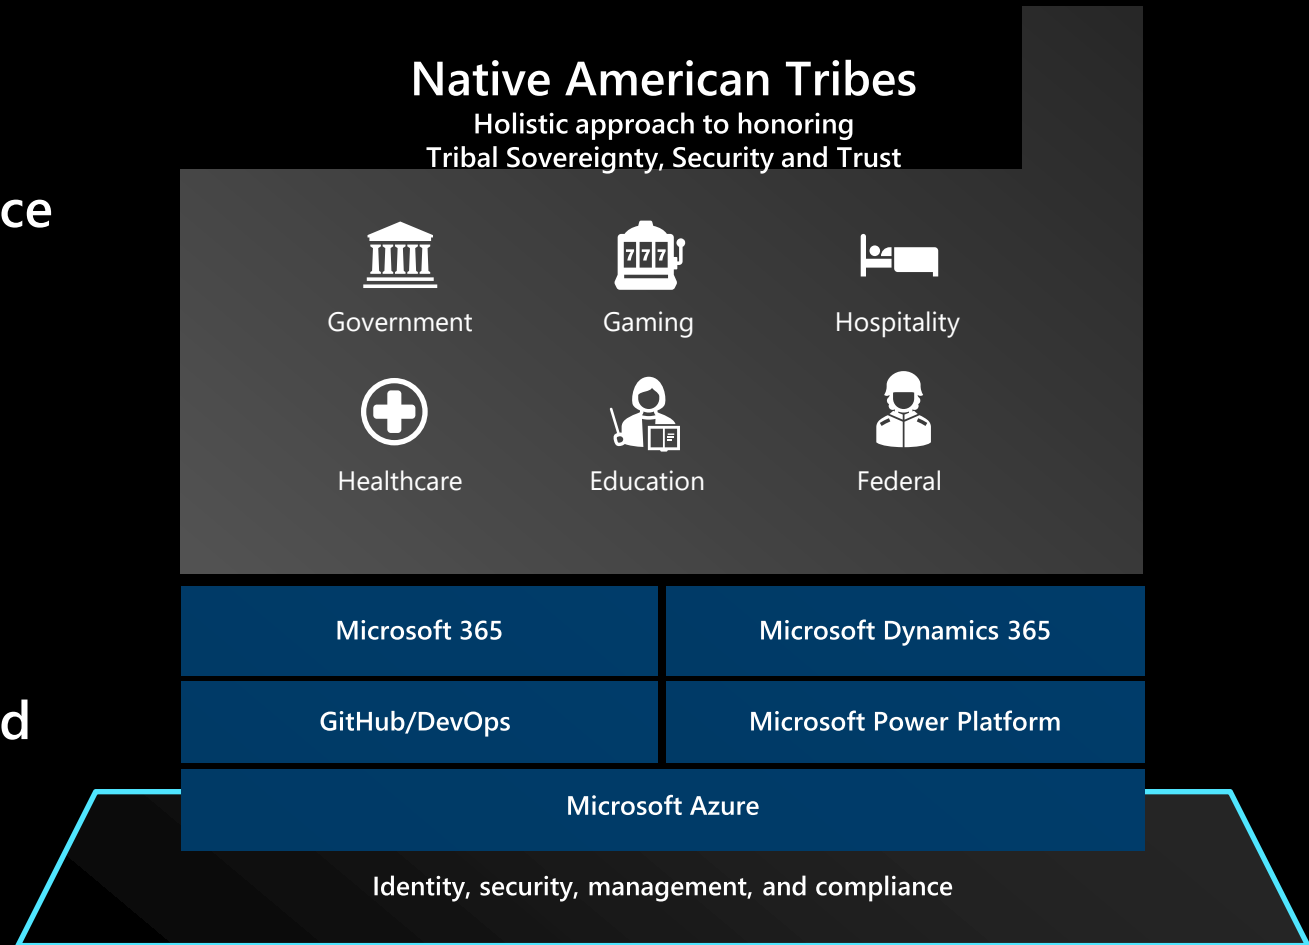 Native American Tribes
Holistic approach to honoring
Tribal Sovereignty, Security and Trust
ce
777
Government
Gaming
Hospitality
Healthcare
Education
Federal
Microsoft 365
Microsoft Dynamics 365
d
GitHub/DevOps
Microsoft Power Platform
Microsoft Azure
Identity, security, management, and compliance